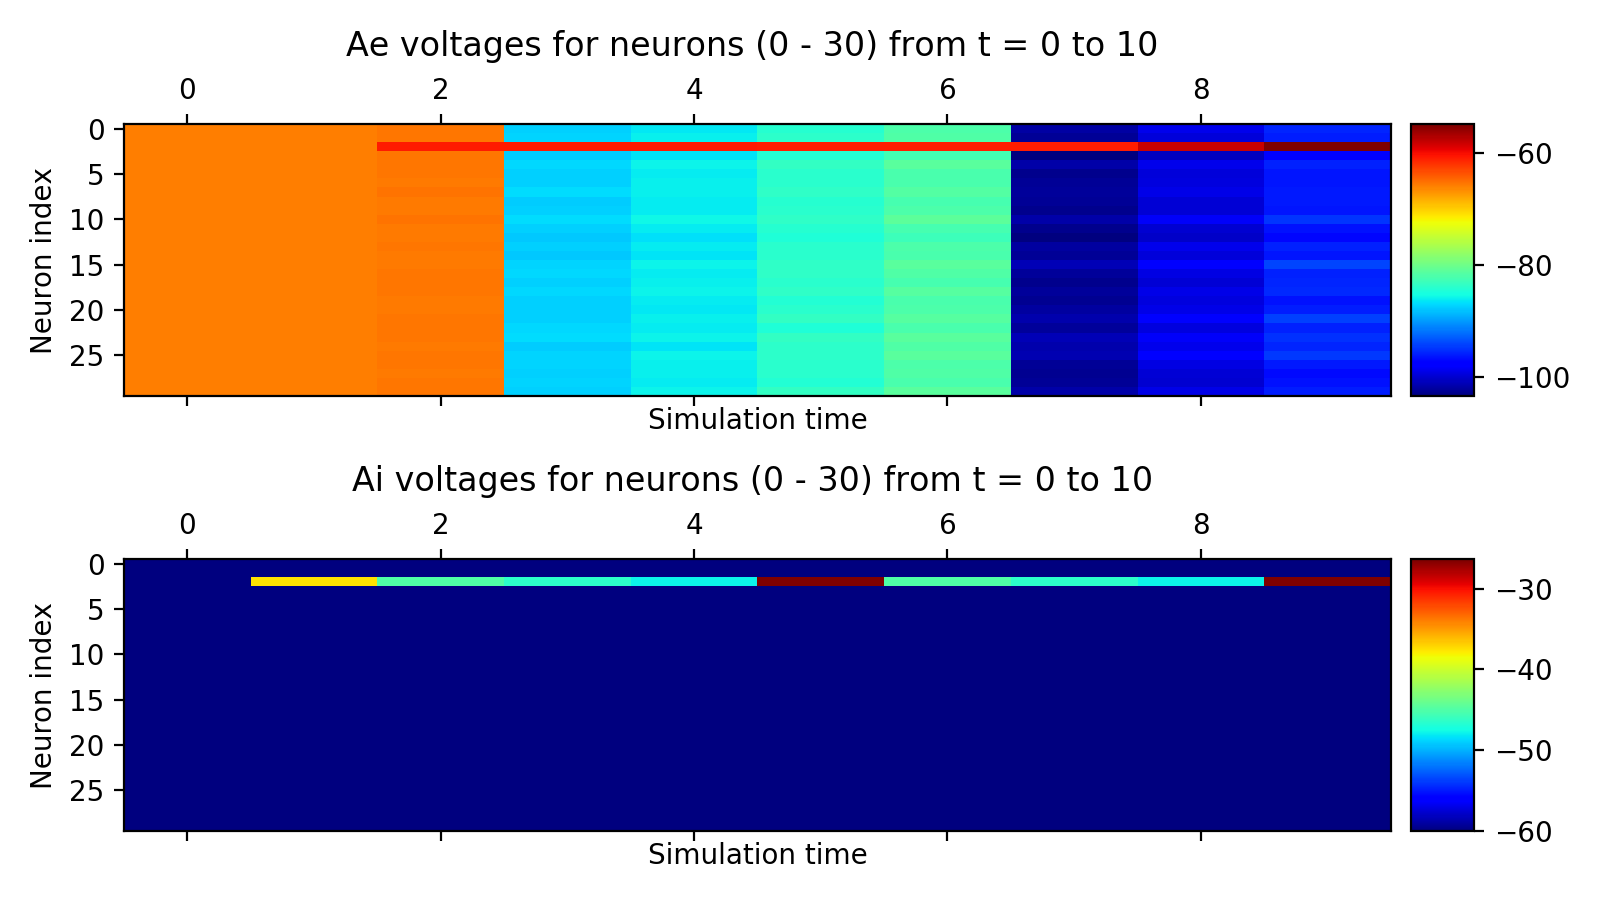 Ae voltages for neurons (0 - 30) from t = 0 to 10
0 2 4 6 8
Neuron index
0
5
10
15
20
25
−60
−80
−100
Simulation time
Ai voltages for neurons (0 - 30) from t = 0 to 10
0 2 4 6 8
Neuron index
0
5
10
15
20
25
−30
−40
−50
−60
Simulation time